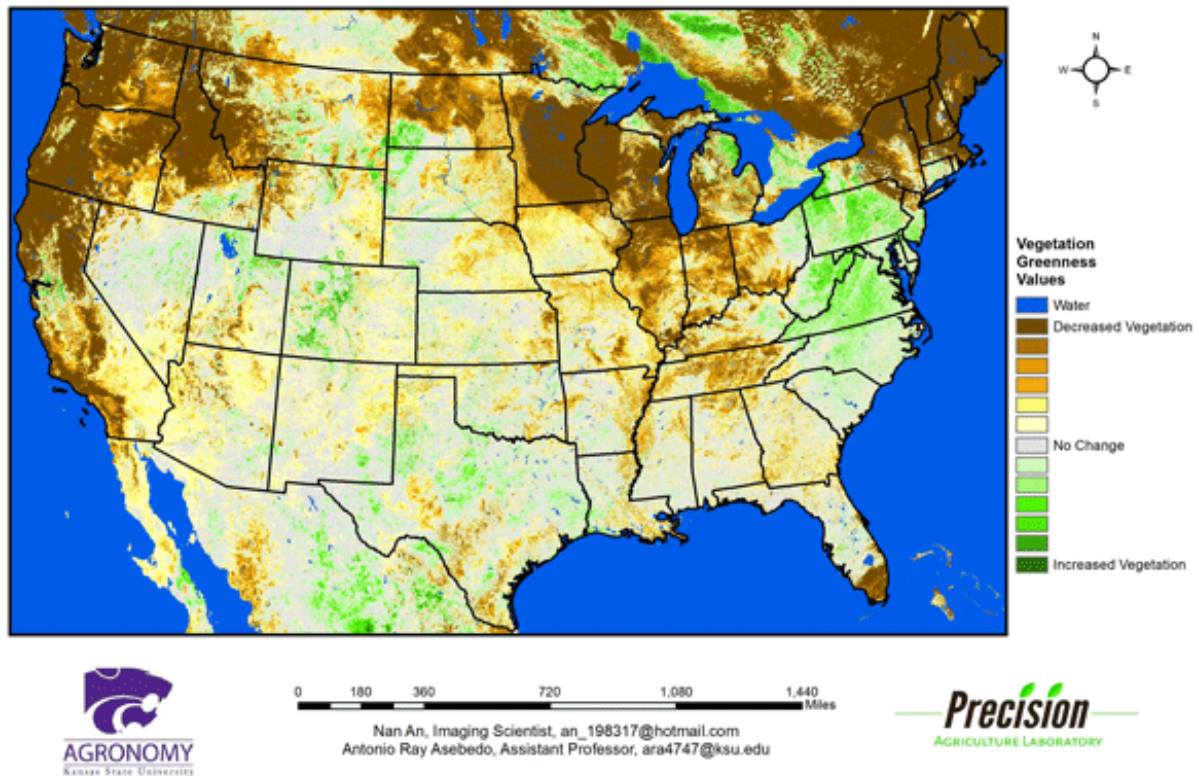 N
W
E
S
Vegetation
Greenness
Values
Water
Decreased Vegetation
No Change
Increased Vegetation
0 180 360 720 1,080 1,440
Miles
Nan An, Imaging Scientist, an_198317@hotmail.com
Antonio Ray Asebedo, Assistant Professor, ara4747@ksu.edu
AGRONOMY
Kansas State University
Precision
AGRICULTURE LABORATORY